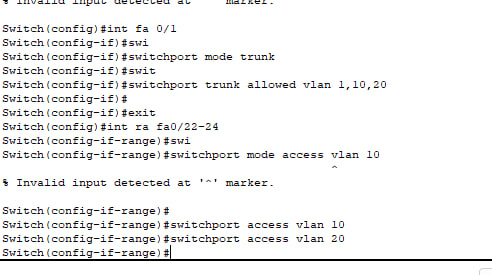 % Invalid input detected at '^' marker.
Switch(config)#int fa 0/1
Switch(config-if)#swi
Switch(config-if)#switchport mode trunk
Switch(config-if)#swit
Switch(config-if)#switchport trunk allowed vlan 1,10,20
Switch(config-if)#
Switch(config-if)#exit
Switch(config)#int ra fa0/22-24
Switch(config-if-range)#swi
Switch(config-if-range)#switchport mode access vlan 10
^
% Invalid input detected at '^' marker.
Switch(config-if-range)#
Switch(config-if-range)#switchport access vlan 10
Switch(config-if-range)#switchport access vlan 20
Switch(config-if-range)#